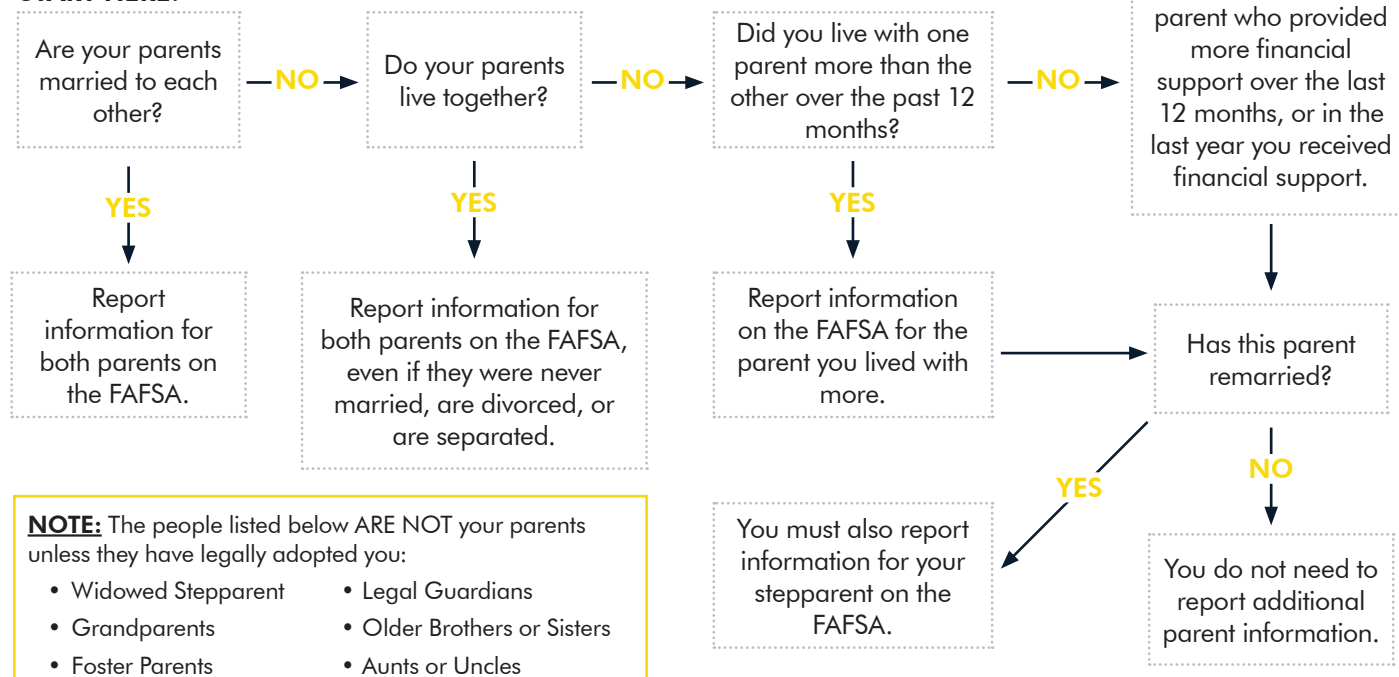 Are your parents
married to each
other?
NO
Do your parents
live together?
NO
Did you live with one
parent more than the
other over the past 12
months?
NO
parent who provided
more financial
support over the last
12 months, or in the
last year you received
financial support.
YES
YES
YES
Report
information for
both parents on
the FAFSA.
Report information for
both parents on the FAFSA,
even if they were never
married, are divorced, or
are separated.
Report information
on the FAFSA for the
parent you lived with
more.
Has this parent
remarried?
YES
NO
You must also report
information for your
stepparent on the
FAFSA.
You do not need to
report additional
parent information.
NOTE: The people listed below ARE NOT your parents
unless they have legally adopted you:
• Widowed Stepparent
• Grandparents
• Foster Parents
• Legal Guardians
• Older Brothers or Sisters
• Aunts or Uncles